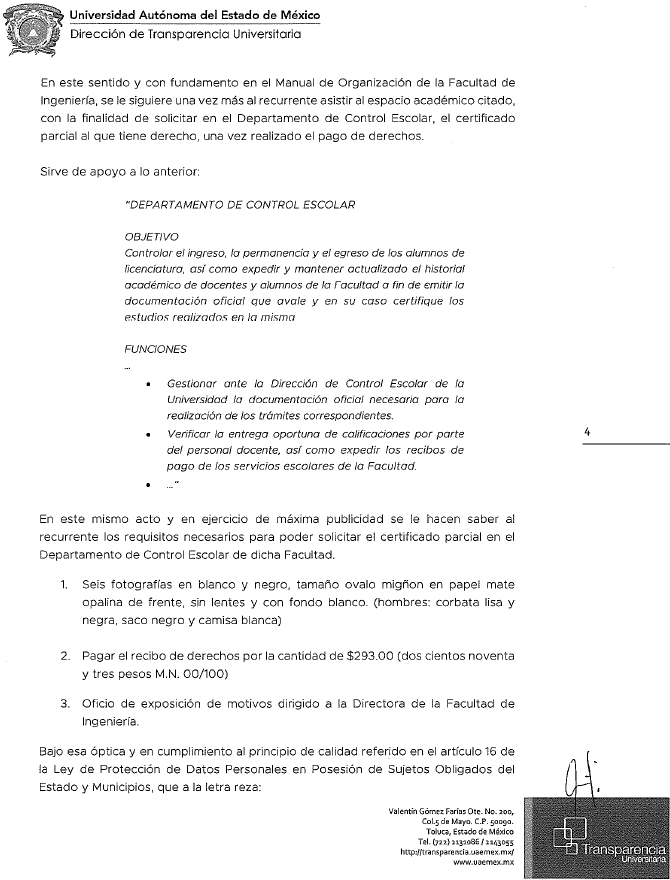 Universidad Autónoma del Estado de México
Dirección de Transparencia Universitaria
En este sentido y con fundamento en el Manual de Organización de la Facultad de
Ingeniería, se le siguiere una vez más al recurrente asistir al espacio académico citado,
con la finalidad de solicitar en el Departamento de Control Escolar, el certificado
parcial al que tiene derecho, una vez realizado el pago de derechos.
Sirve de apoyo a lo anterior:
"DEPARTAMENTO DE CONTROL ESCOLAR
OBJETIVO
Controlar el ingreso, la permanencia y el egreso de los alumnos de
licenciatura, así como expedir y mantener actualizado el historial
académico de docentes y alumnos de la Facultad a fin de emitir la
documentación oficial que avale y en su caso certifique los
estudios realizados en la misma
FUNCIONES
...
• Gestionar ante la Dirección de Control Escolar de la
Universidad la documentación oficial necesaria para la
realización de los trámites correspondientes.
• Verificar la entrega oportuna de calificaciones por parte
del personal docente, así como expedir los recibos de
pago de los servicios escolares de la Facultad.
• ..."
4
En este mismo acto y en ejercicio de máxima publicidad se le hacen saber al
recurrente los requisitos necesarios para poder solicitar el certificado parcial en el
Departamento de Control Escolar de dicha Facultad.
1. Seis fotografías en blanco y negro, tamaño ovalo migñon en papel mate
opalina de frente, sin lentes y con fondo blanco. (hombres: corbata lisa y
negra, saco negro y camisa blanca)
2. Pagar el recibo de derechos por la cantidad de $293.00 (dos cientos noventa
y tres pesos M.N. 00/100)
3. Oficio de exposición de motivos dirigido a la Directora de la Facultad de
Ingeniería.
Bajo esa óptica y en cumplimiento al principio de calidad referido en el artículo 16 de
la Ley de Protección de Datos Personales en Posesión de Sujetos Obligados del
Estado y Municipios, que a la letra reza:
Valentín Gómez Farías Ote. No. 200,
Col.5 de Mayo. C.P. 50090.
Toluca, Estado de México
Tel. (722) 2131086 / 2143055
http://transparencia.uaemex.mx/
www.uaemex.mx
Transparencia
Universitaria